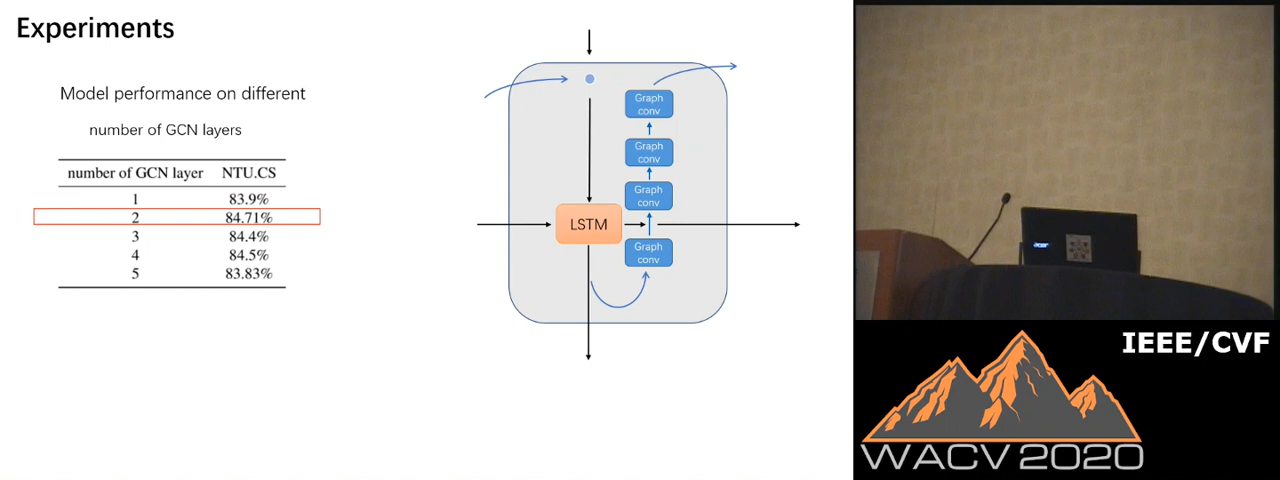 Experiments
Model performance on different
number of GCN layers
number of GCN layer NTU.CS
1 83.9%
2 84.71%
3 84.4%
4 84.5%
5 83.83%
Graph
conv
Graph
conv
Graph
conv
LSTM
Graph
conv
acer
IEEE/CVF
WACV 2020